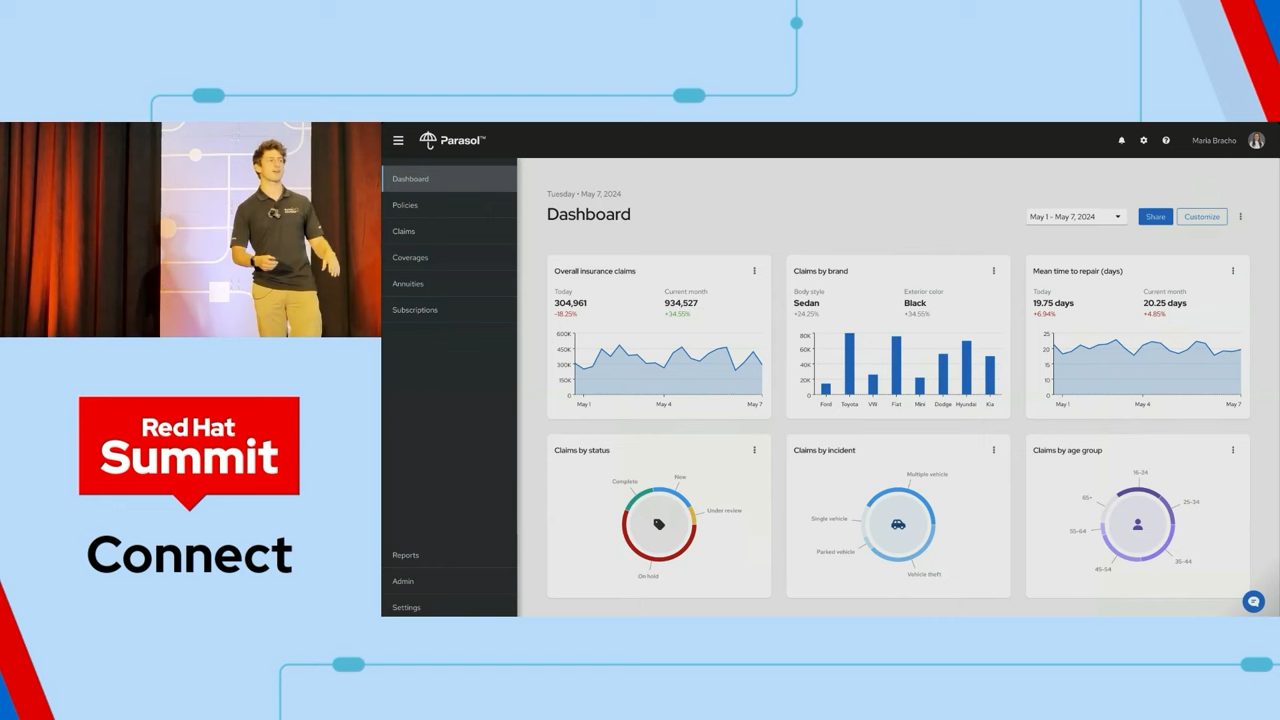 Parasol™
Maria Bracho
Dashboard
Policies
Claims
Coverages
Annuities
Subscriptions
Reports
Admin
Settings
Tuesday • May 7, 2024
Dashboard
May 1 - May 7, 2024
Share
Customize
Overall insurance claims
Today
Current month
304,961
934,527
-18.25%
+34.55%
600K
450K
300K
150K
0
May 1
May 4
May 7
Claims by brand
Body style
Exterior color
Sedan
Black
+24.25%
+34.55%
80K
60K
40K
20K
0
Ford
Toyota
VW
Fiat
Mini
Dodge
Hyundai
Kia
Mean time to repair (days)
Today
Current month
19.75 days
20.25 days
+6.94%
+4.85%
25
20
15
10
0
May 1
May 4
May 7
Claims by status
Complete
New
Under review
On hold
Claims by incident
Multiple vehicle
Single vehicle
Parked vehicle
Vehicle theft
Claims by age group
16-24
25-34
35-44
45-54
55-64
65+
Red Hat
Summit
Connect